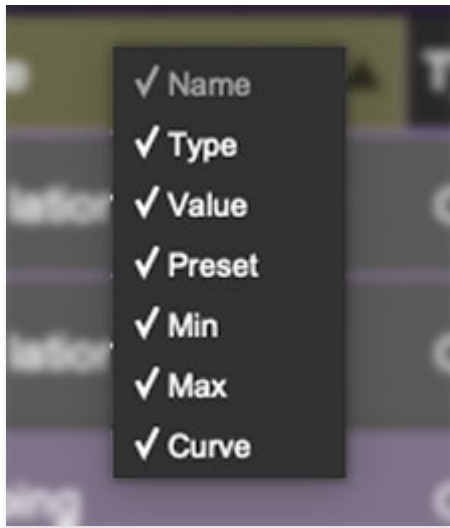 ✓ Name
✓ Type
✓ Value
✓ Preset
✓ Min
✓ Max
✓ Curve